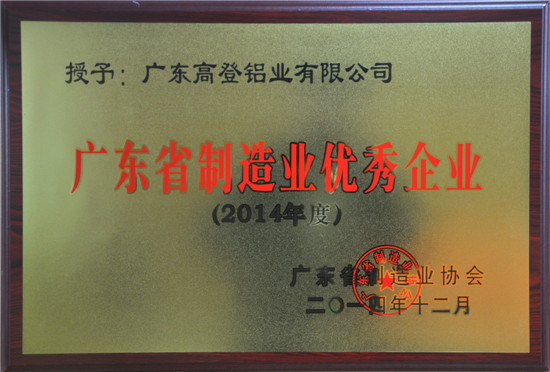 授予：广东高登铝业有限公司
广东省制造业优秀企业
(2014年度)
广东省制造业协会
二〇一四年十二月